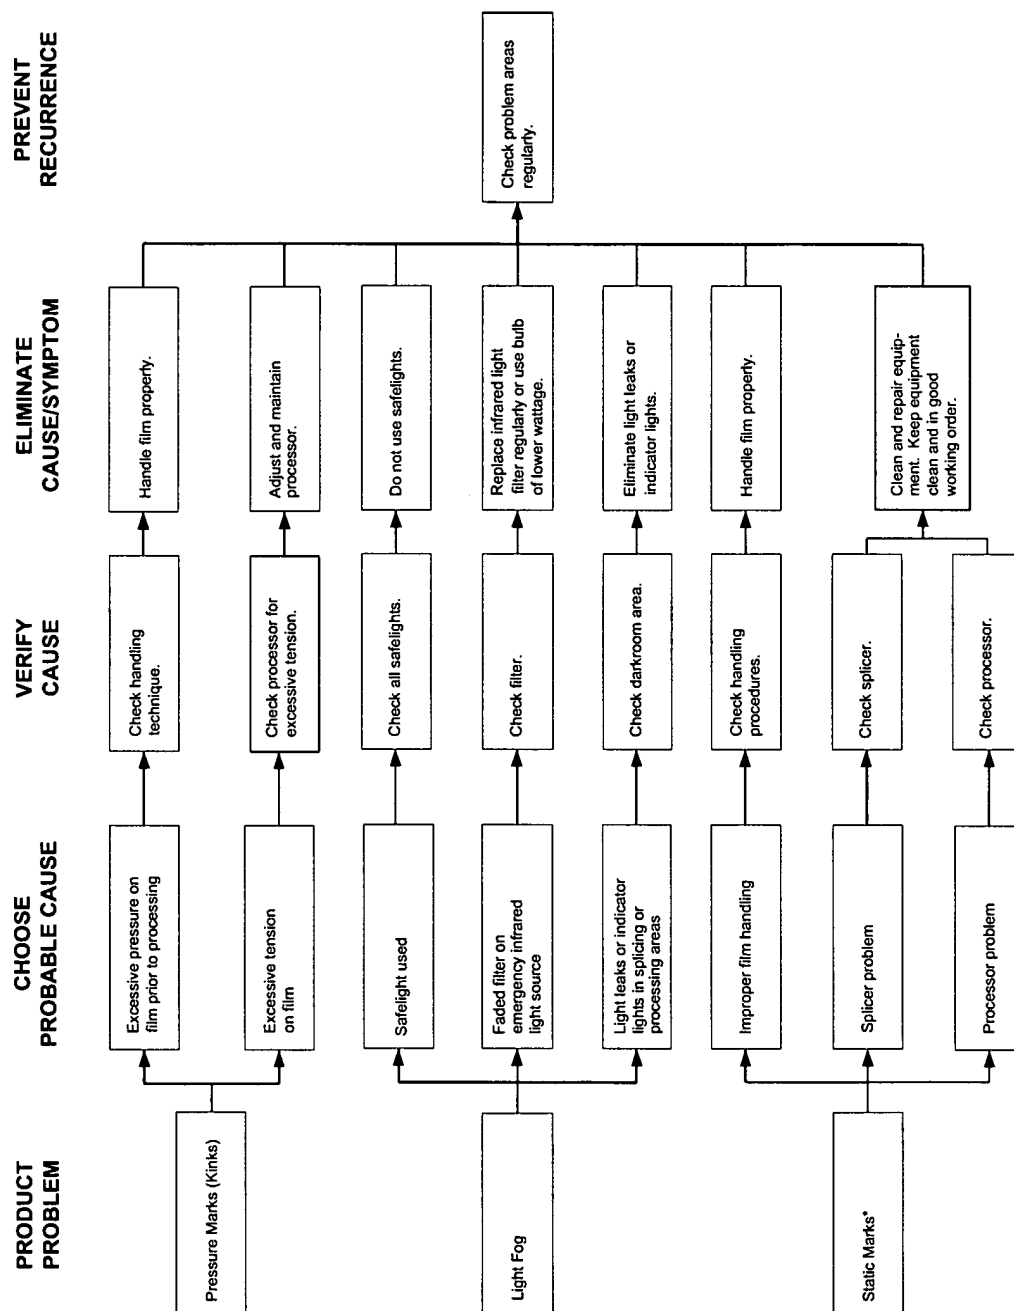 PRODUCT
PROBLEM
CHOOSE
PROBABLE CAUSE
VERIFY
CAUSE
ELIMINATE
CAUSE/SYMPTOM
PREVENT
RECURRENCE
Pressure Marks (Kinks)
Excessive pressure on
film prior to processing
Check handling
technique.
Handle film properly.
Excessive tension
on film
Check processor for
excessive tension.
Adjust and maintain
processor.
Light Fog
Safelight used
Check all safelights.
Do not use safelights.
Faded filter on
emergency infrared
light source
Check filter.
Replace infrared light
filter regularly or use bulb
of lower wattage.
Light leaks or indicator
lights in splicing or
processing areas
Check darkroom area.
Eliminate light leaks or
indicator lights.
Static Marks*
Improper film handling
Check handling
procedures.
Handle film properly.
Splicer problem
Check splicer.
Processor problem
Check processor.
Clean and repair equip-
ment. Keep equipment
clean and in good
working order.
Check problem areas
regularly.